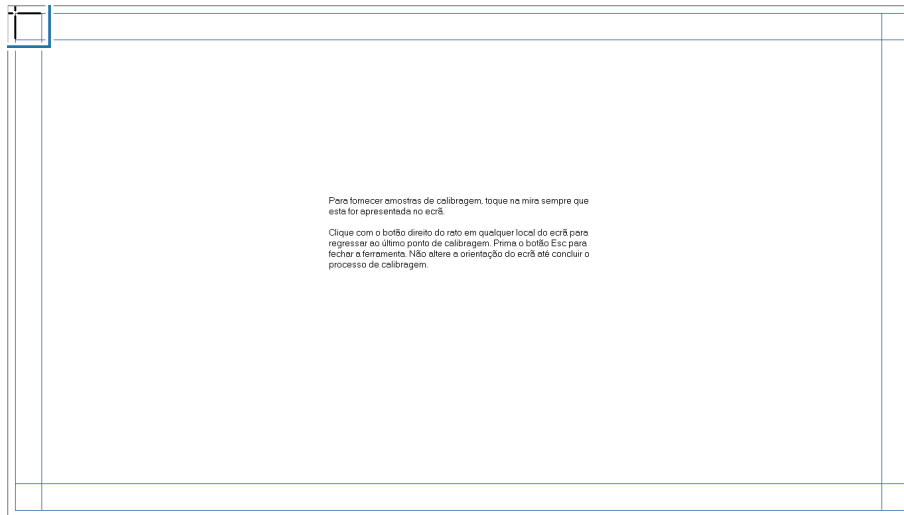 Para fornecer amostras de calibragem, toque na mira sempre que
esta for apresentada no ecrã.
Clique com o botão direito do rato em qualquer local do ecrã para
regressar ao último ponto de calibragem. Prima o botão Esc para
fechar a ferramenta. Não altere a orientação do ecrã até concluir o
processo de calibragem.